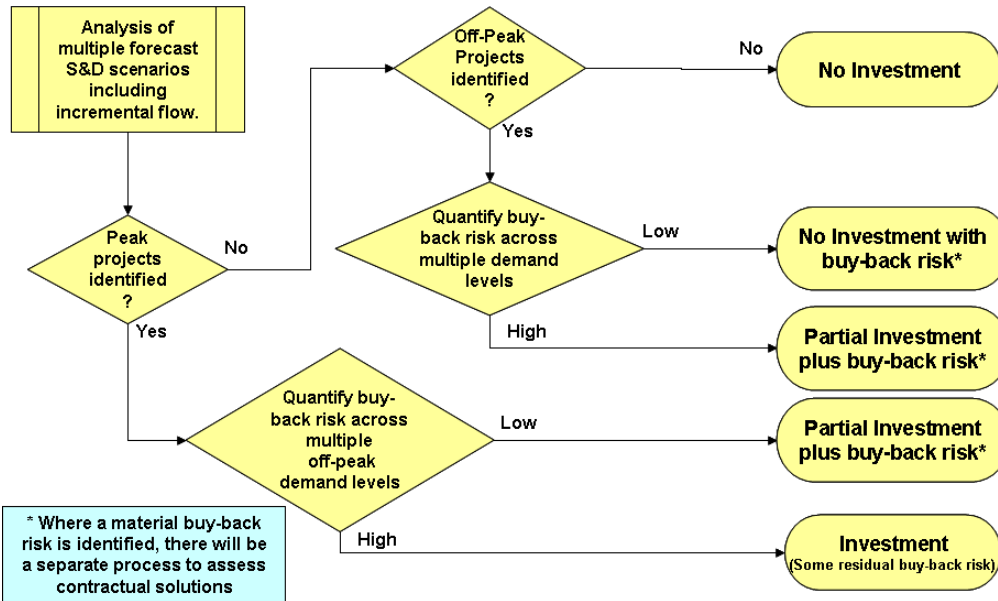 Analysis of
multiple forecast
S&D scenarios
including
incremental flow.
Off-Peak
Projects
identified
?
No
No Investment
Yes
Peak
projects
identified
?
No
Quantify buy-
back risk across
multiple demand
levels
Low
No Investment with
buy-back risk*
Yes
High
Partial Investment
plus buy-back risk*
Quantify buy-
back risk across
multiple
off-peak
demand levels
Low
Partial Investment
plus buy-back risk*
* Where a material buy-back
risk is identified, there will be
a separate process to assess
contractual solutions
High
Investment
(Some residual buy-back risk)